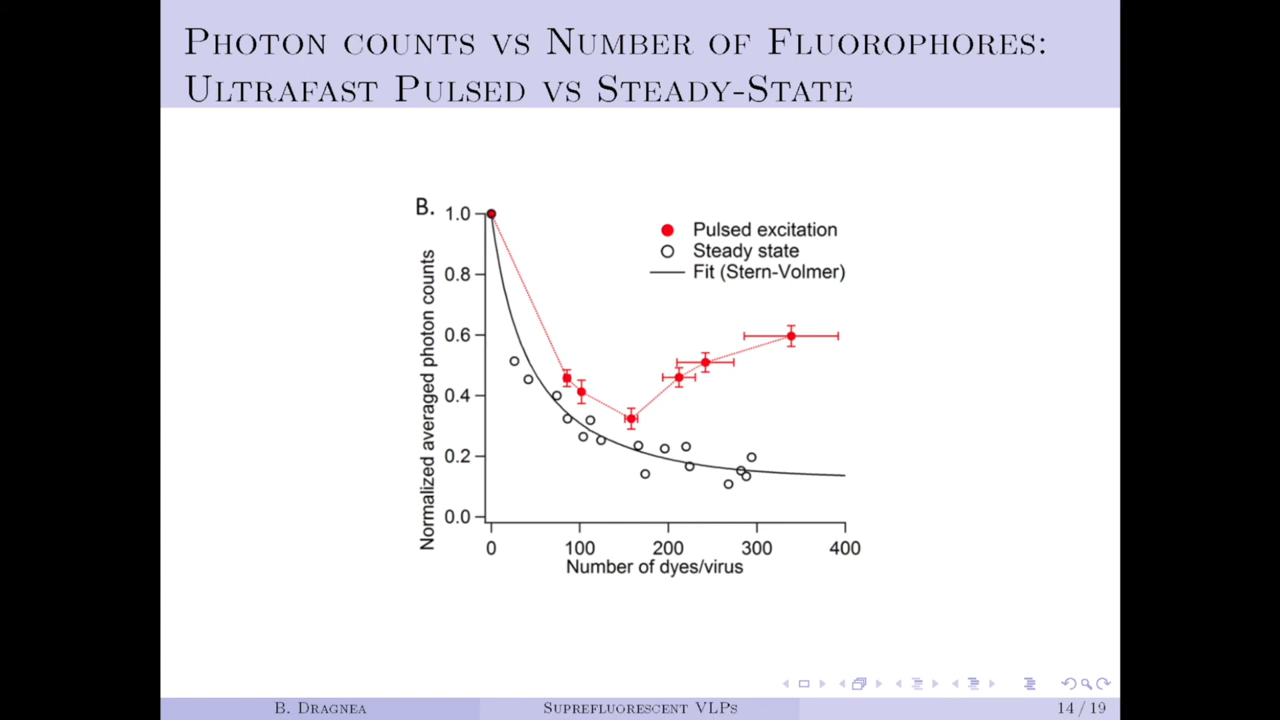 PHOTON COUNTS VS NUMBER OF FLUOROPHORES:
ULTRAFAST PULSED VS STEADY-STATE
B.
1.0
0.8
0.6
0.4
0.2
0.0
Normalized averaged photon counts
Pulsed excitation
Steady state
Fit (Stern-Volmer)
0 100 200 300 400
Number of dyes/virus
B. DRAGNEA SUPREFLUORESCENT VLPS 14 / 19